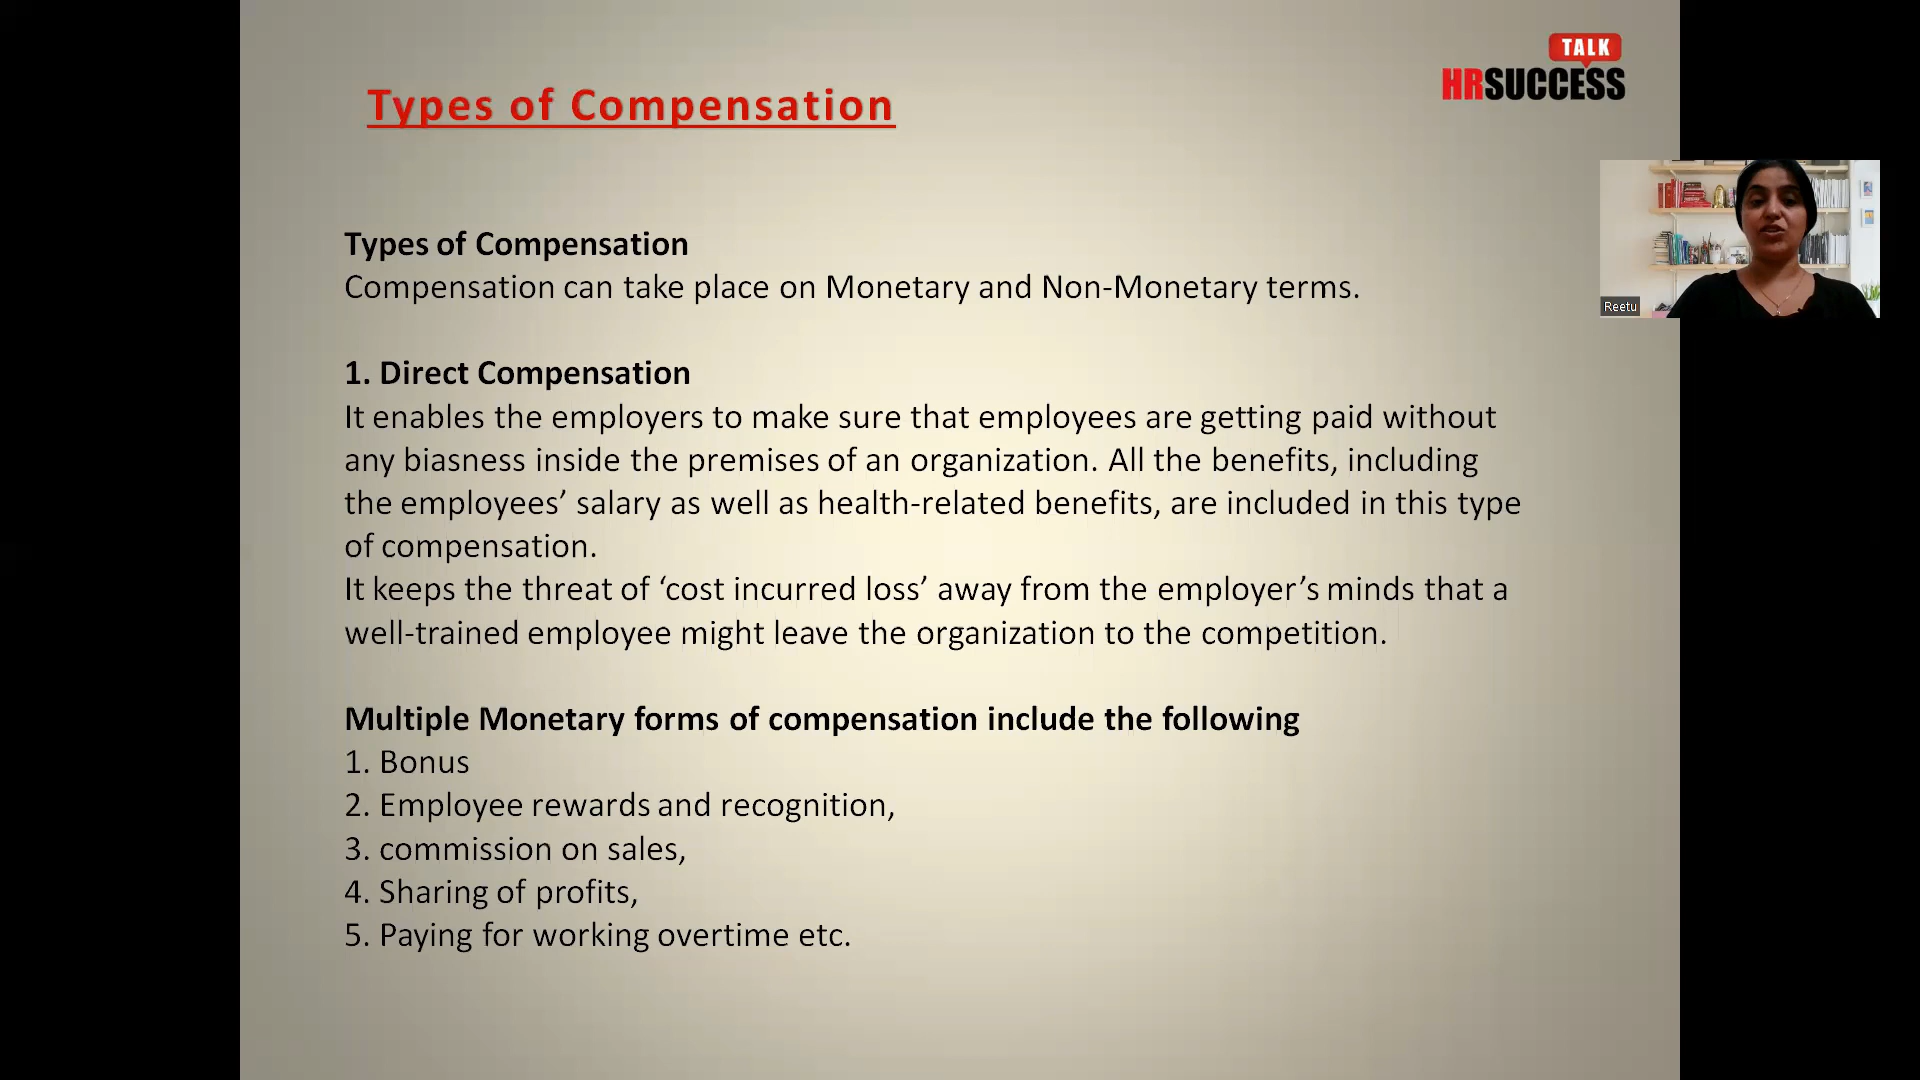 TALK
HRSUCCESS
Types of Compensation
Reetu
Types of Compensation
Compensation can take place on Monetary and Non-Monetary terms.
1. Direct Compensation
It enables the employers to make sure that employees are getting paid without
any biasness inside the premises of an organization. All the benefits, including
the employees’ salary as well as health-related benefits, are included in this type
of compensation.
It keeps the threat of ‘cost incurred loss’ away from the employer’s minds that a
well-trained employee might leave the organization to the competition.
Multiple Monetary forms of compensation include the following
1. Bonus
2. Employee rewards and recognition,
3. commission on sales,
4. Sharing of profits,
5. Paying for working overtime etc.